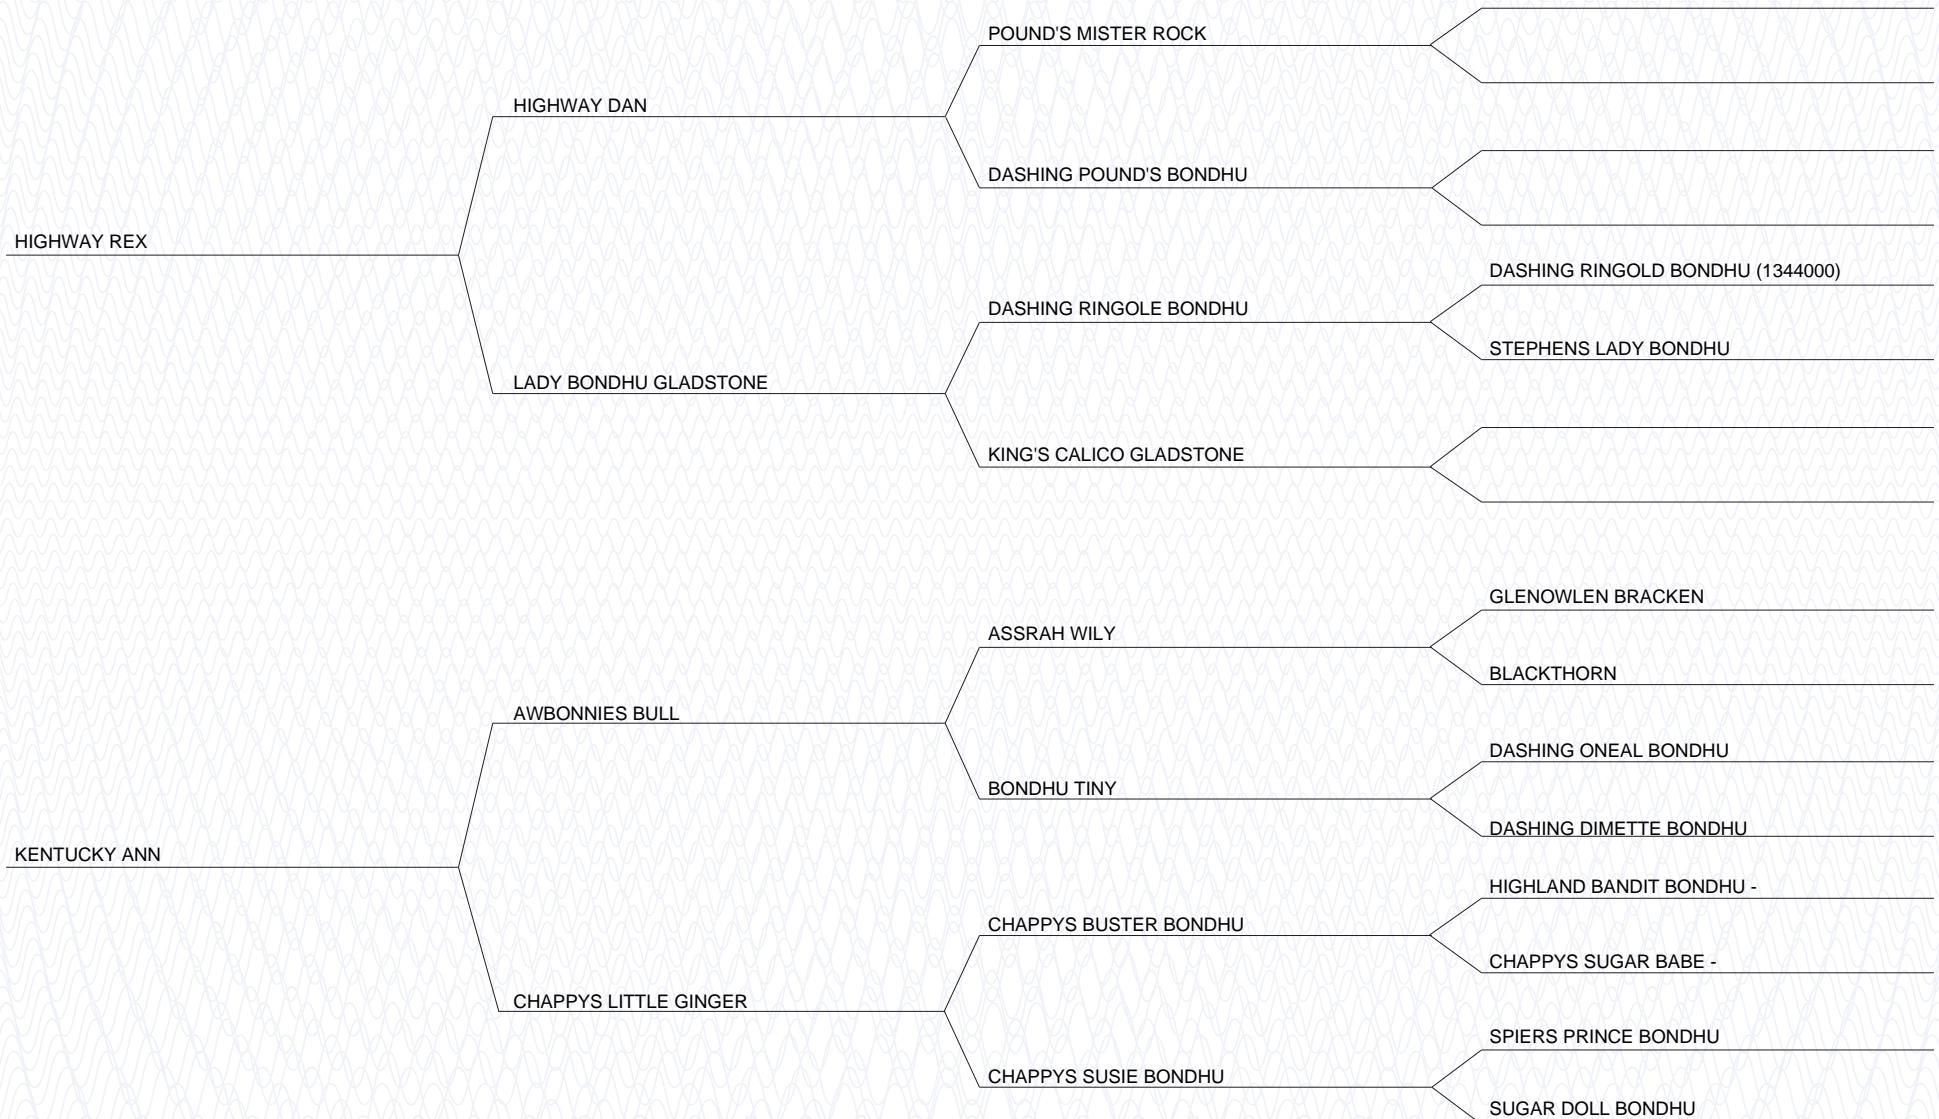 POUND'S MISTER ROCK
HIGHWAY DAN
DASHING POUND'S BONDHU
HIGHWAY REX
DASHING RINGOLD BONDHU (1344000)
DASHING RINGOLE BONDHU
STEPHENS LADY BONDHU
LADY BONDHU GLADSTONE
KING'S CALICO GLADSTONE
GLENOWLEN BRACKEN
ASSRAH WILY
BLACKTHORN
AWBONNIES BULL
DASHING ONEAL BONDHU
BONDHU TINY
DASHING DIMETTE BONDHU
KENTUCKY ANN
HIGHLAND BANDIT BONDHU -
CHAPPYS BUSTER BONDHU
CHAPPYS SUGAR BABE -
CHAPPYS LITTLE GINGER
SPIERS PRINCE BONDHU
CHAPPYS SUSIE BONDHU
SUGAR DOLL BONDHU